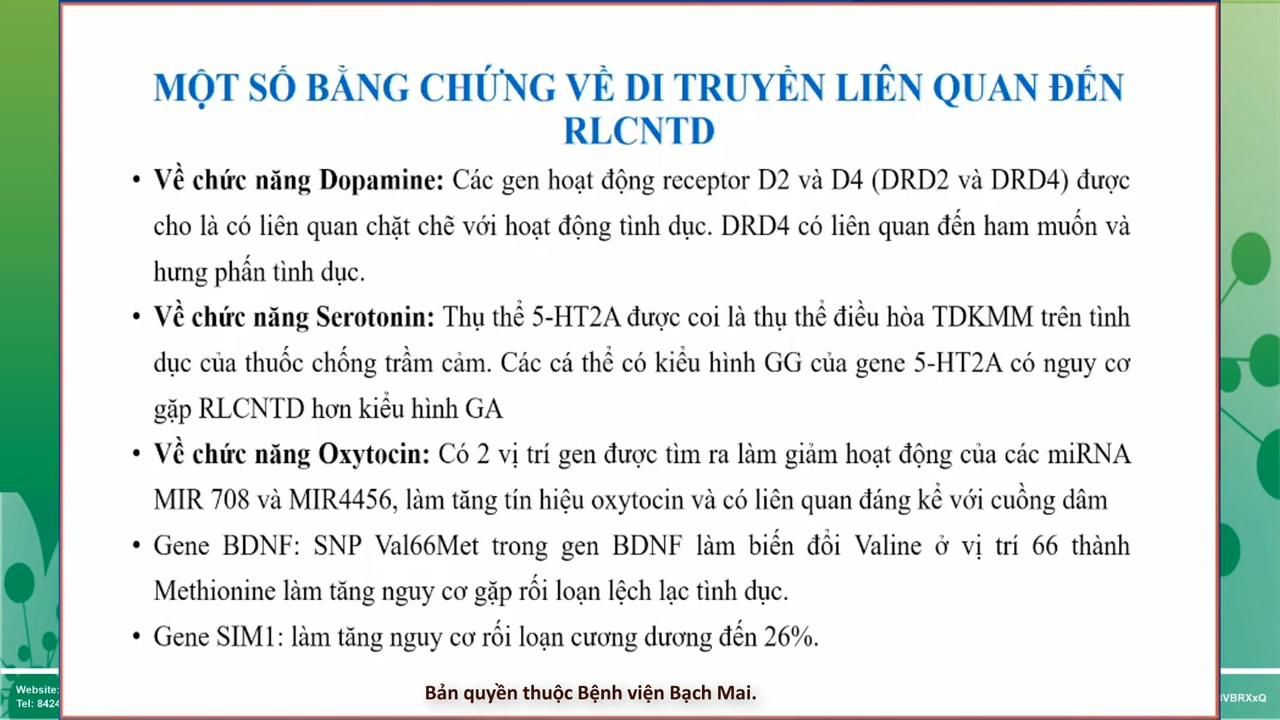 MỘT SỐ BẰNG CHỨNG VỀ DI TRUYỀN LIÊN QUAN ĐẾN
RLCNTD
• Về chức năng Dopamine: Các gen hoạt động receptor D2 và D4 (DRD2 và DRD4) được
cho là có liên quan chặt chẽ với hoạt động tình dục. DRD4 có liên quan đến ham muốn và
hưng phấn tình dục.
• Về chức năng Serotonin: Thụ thể 5-HT2A được coi là thụ thể điều hòa TDKMM trên tình
dục của thuốc chống trầm cảm. Các cá thể có kiểu hình GG của gene 5-HT2A có nguy cơ
gặp RLCNTD hơn kiểu hình GA
• Về chức năng Oxytocin: Có 2 vị trí gen được tìm ra làm giảm hoạt động của các miRNA
MIR 708 và MIR4456, làm tăng tín hiệu oxytocin và có liên quan đáng kể với cuồng dâm
• Gene BDNF: SNP Val66Met trong gen BDNF làm biến đổi Valine ở vị trí 66 thành
Methionine làm tăng nguy cơ gặp rối loạn lệch lạc tình dục.
• Gene SIM1: làm tăng nguy cơ rối loạn cương dương đến 26%.
Bản quyền thuộc Bệnh viện Bạch Mai.
Website:
Tel: 8424
VBRXxQ